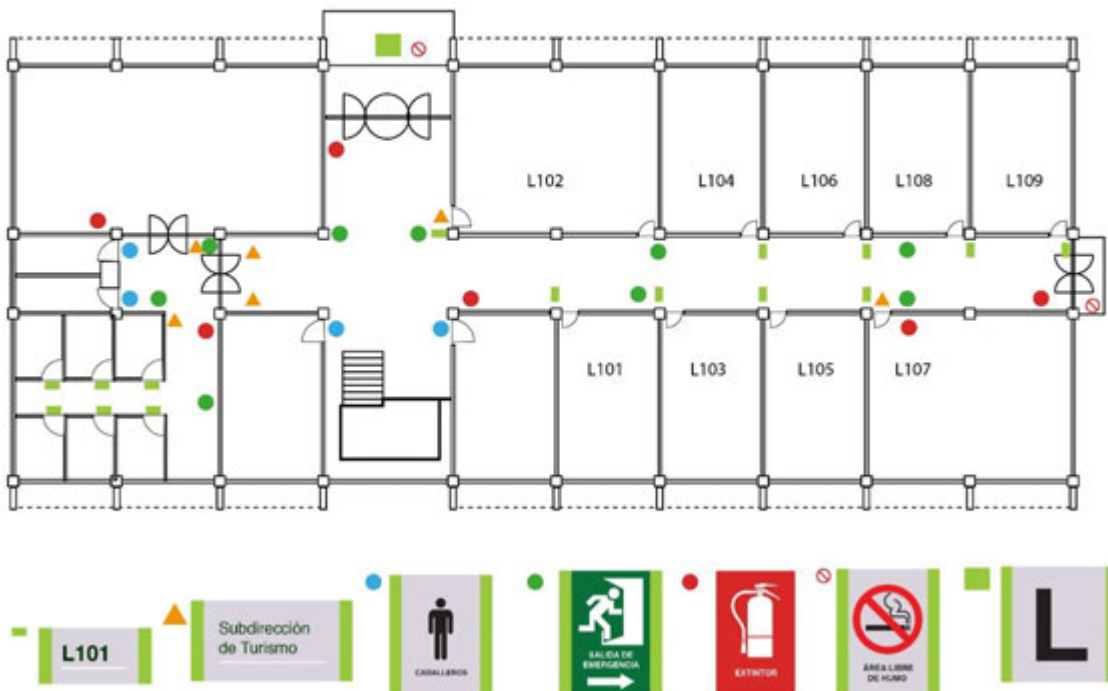 L102
L104
L106
L108
L109
L101
L103
L105
L107
L101
Subdirección
de Turismo
CABALLEROS
SALIDA DE
EMERGENCIA
EXTINTOR
ÁREA LIBRE
DE HUMO
L